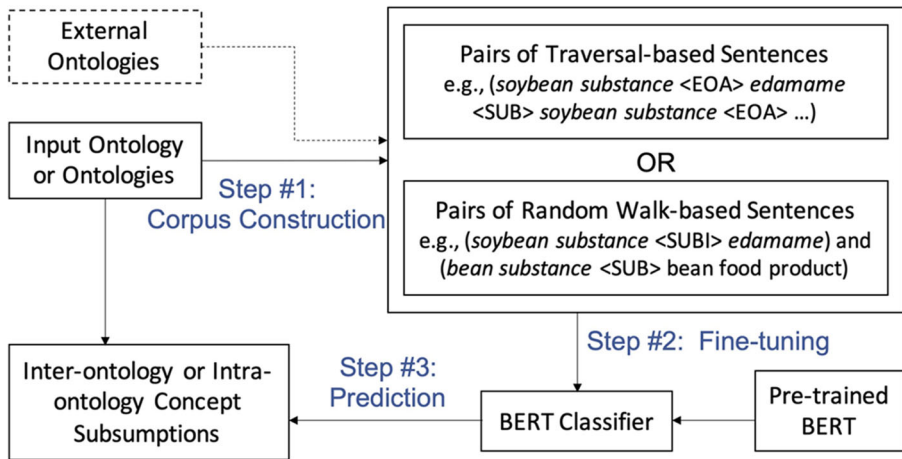 External
Ontologies
Input Ontology
or Ontologies
Step #1:
Corpus Construction
Pairs of Traversal-based Sentences
e.g., (soybean substance <EOA> edamame
<SUB> soybean substance <EOA> ...)
OR
Pairs of Random Walk-based Sentences
e.g., (soybean substance <SUBI> edamame) and
(bean substance <SUB> bean food product)
Step #2: Fine-tuning
Inter-ontology or Intra-
ontology Concept
Subsumptions
Step #3:
Prediction
BERT Classifier
Pre-trained
BERT